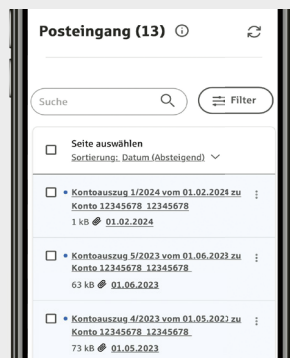 Posteingang (13)
Suche
Filter
Seite auswählen
Sortierung: Datum (Absteigend)
Kontoauszug 1/2024 vom 01.02.2024 zu
Konto 12345678 12345678
1 kB 01.02.2024
Kontoauszug 5/2023 vom 01.06.2023 zu
Konto 12345678 12345678
63 kB 01.06.2023
Kontoauszug 4/2023 vom 01.05.2023 zu
Konto 12345678 12345678
73 kB 01.05.2023